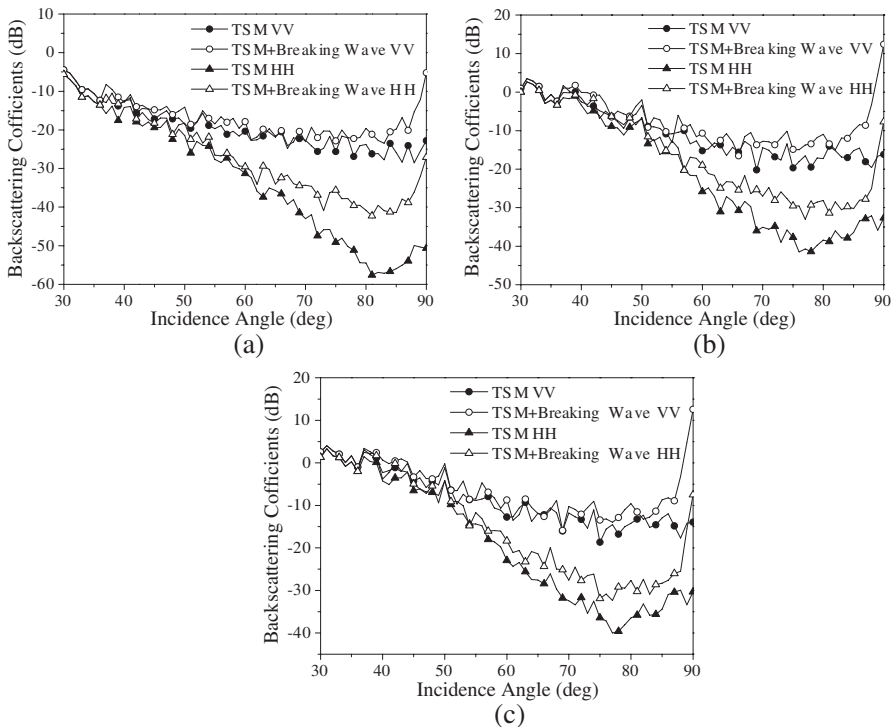 20
10
0
-10
-20
-30
-40
-50
-60
Backscattering Cofficients (dB)
TSM VV
TSM+Breaking Wave VV
TSM HH
TSM+Breaking Wave HH
30 40 50 60 70 80 90
Incidence Angle (deg)
(a)
20
10
0
-10
-20
-30
-40
-50
Backscattering Cofficients (dB)
TSM VV
TSM+Breaking Wave VV
TSM HH
TSM+Breaking Wave HH
30 40 50 60 70 80 90
Incidence Angle (deg)
(b)
20
10
0
-10
-20
-30
-40
Backscattering Cofficients (dB)
TSM VV
TSM+Breaking Wave VV
TSM HH
TSM+Breaking Wave HH
30 40 50 60 70 80 90
Incidence Angle (deg)
(c)